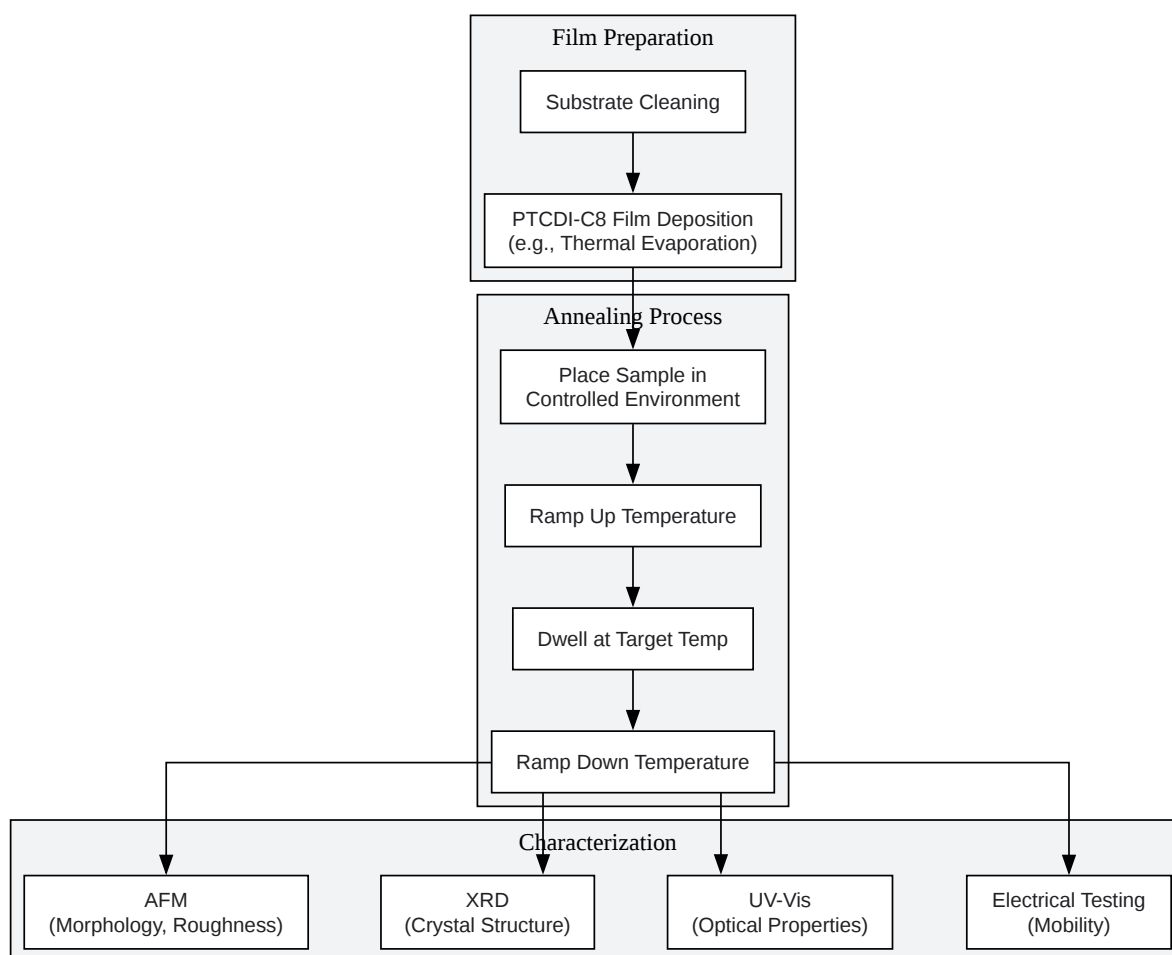 Film Preparation
Substrate Cleaning
PTCDI-C8 Film Deposition
(e.g., Thermal Evaporation)
Annealing Process
Place Sample in
Controlled Environment
Ramp Up Temperature
Dwell at Target Temp
Ramp Down Temperature
Characterization
AFM
(Morphology, Roughness)
XRD
(Crystal Structure)
UV-Vis
(Optical Properties)
Electrical Testing
(Mobility)